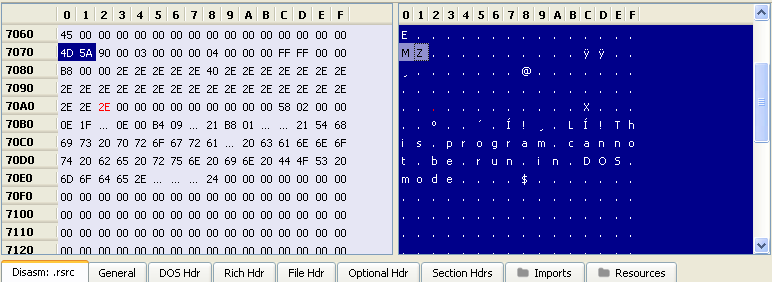 0 1 2 3 4 5 6 7 8 9 A B C D E F 0 1 2 3 4 5 6 7 8 9 A B C D E F
7060 45 00 00 00 00 00 00 00 00 00 00 00 00 00 00 00 E . . . . . . . . . . . . . . .
7070 4D 5A 90 00 03 00 00 00 04 00 00 00 FF FF 00 00 M Z . . . . . . . . . . ÿ ÿ . .
7080 B8 00 00 2E 2E 2E 2E 2E 40 2E 2E 2E 2E 2E 2E 2E ¸ . . . . . . . @ . . . . . . .
7090 2E 2E 2E 2E 2E 2E 2E 2E 2E 2E 2E 2E 2E 2E 2E 2E . . . . . . . . . . . . . . . .
70A0 2E 2E 2E 00 00 00 00 00 00 00 00 00 58 02 00 00 . . . . . . . . . . . . X . . .
70B0 0E 1F ... 0E 00 B4 09 ... 21 B8 01 ... ... 21 54 68 . . º . . ´ . Í ! ¸ . L Í ! T h
70C0 69 73 20 70 72 6F 67 72 61 ... 20 63 61 6E 6E 6F i s . p r o g r a m . c a n n o
70D0 74 20 62 65 20 72 75 6E 20 69 6E 20 44 4F 53 20 t . b e . r u n . i n . D O S .
70E0 6D 6F 64 65 2E ... ... ... 24 00 00 00 00 00 00 00 m o d e . . . . $ . . . . . . .
70F0 00 00 00 00 00 00 00 00 00 00 00 00 00 00 00 00 . . . . . . . . . . . . . . . .
7100 00 00 00 00 00 00 00 00 00 00 00 00 00 00 00 00 . . . . . . . . . . . . . . . .
7110 00 00 00 00 00 00 00 00 00 00 00 00 00 00 00 00 . . . . . . . . . . . . . . . .
7120 00 00 00 00 00 00 00 00 00 00 00 00 00 00 00 00 . . . . . . . . . . . . . . . .
Disasm: .rsrc General DOS Hdr Rich Hdr File Hdr Optional Hdr Section Hdrs Imports Resources